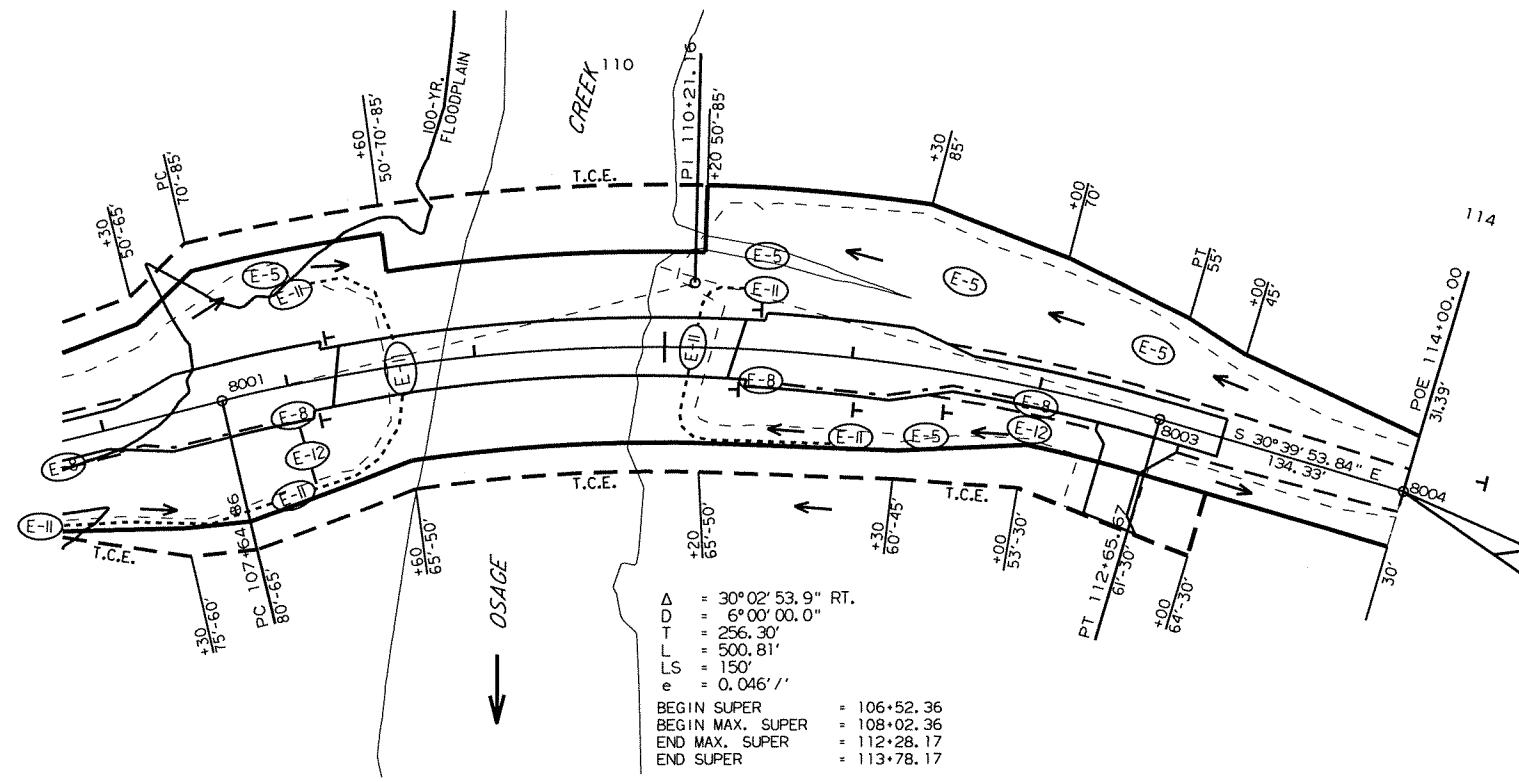 CREEK 110
100-YR.
FLOODPLAIN
PI 110+21.16
+60
50'-70'-85'
+20 50'-85'
PC
70'-85'
+30
85'
+30
50'-65'
+00
70'
T.C.E.
114
PT
55'
+00
45'
POE 114+00.00
31.39'
E-5
E-11
E-5
E-11
E-5
E-5
E-11
8001
E-8
E-8
E-12
E-8
E-11
E-11
E-8
E-11
E-5
E-12
8003
S 30°39'53.84" E
134.33'
8004
T.C.E.
T.C.E.
T.C.E.
+30
75'-60'
PC 107+64.86
80'-65'
+60
65'-50'
OSAGE
+20
65'-50'
+30
60'-45'
+00
53'-30'
PT 112+65.67
61'-30'
+00
64'-30'
30'
Δ = 30°02'53.9" RT.
D = 6°00'00.0"
T = 256.30'
L = 500.81'
LS = 150'
e = 0.046'/'
BEGIN SUPER = 106+52.36
BEGIN MAX. SUPER = 108+02.36
END MAX. SUPER = 112+28.17
END SUPER = 113+78.17